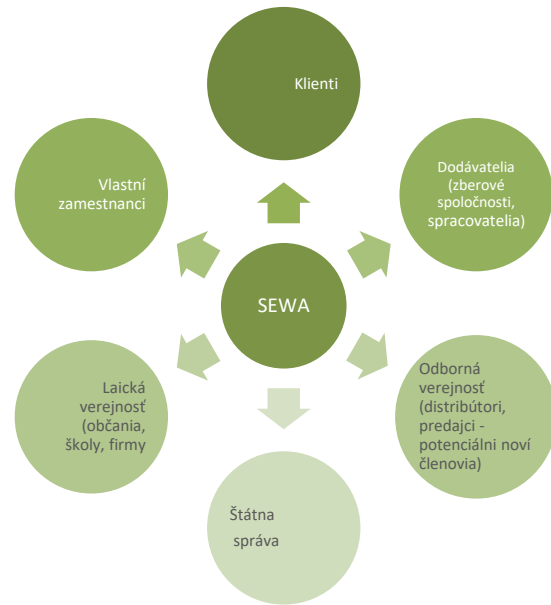 Klienti
Vlastní
zamestnanci
Dodávatelia
(zberové
spoločnosti,
spracovatelia)
SEWA
Laická
verejnosť
(občania,
školy, firmy
Odborná
verejnosť
(distribútori,
predajci -
potenciálni noví
členovia)
Štátna
správa